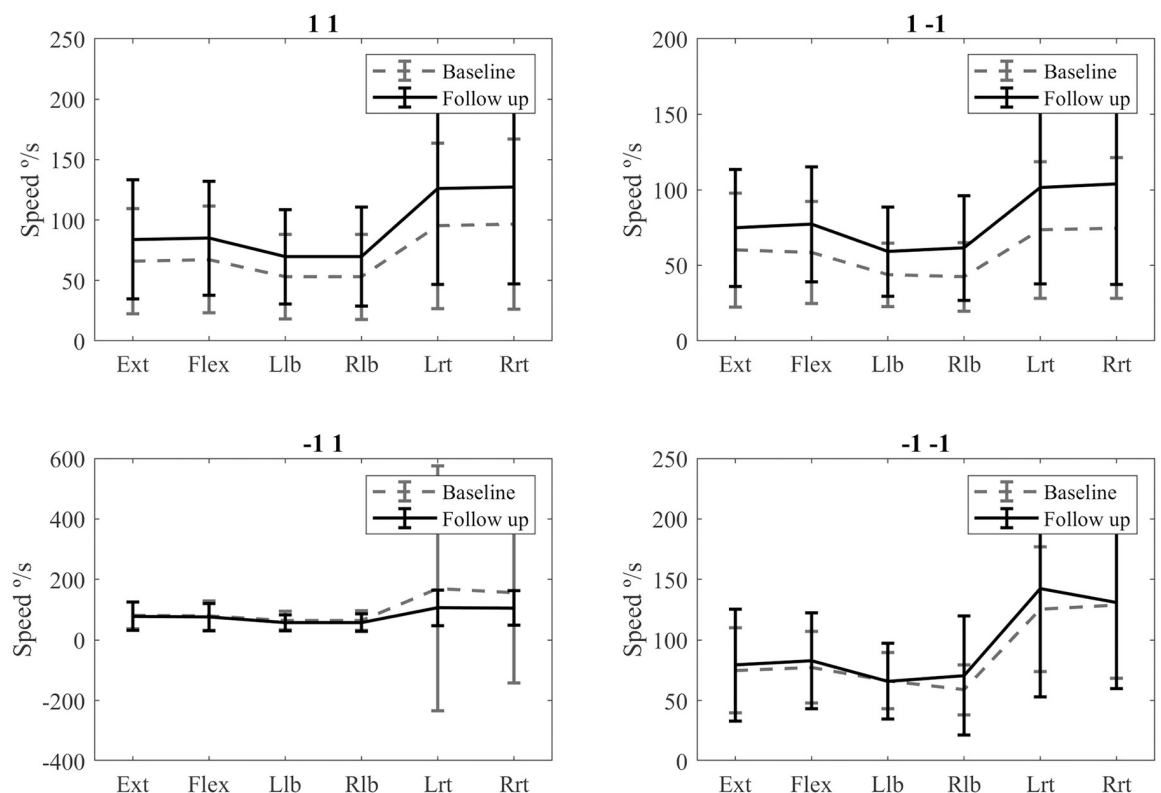 1 1
250
200
150
100
50
0
Speed º/s
Baseline
Follow up
Ext Flex Llb Rlb Lrt Rrt
1 -1
200
150
100
50
0
Speed º/s
Baseline
Follow up
Ext Flex Llb Rlb Lrt Rrt
-1 1
600
400
200
0
-200
-400
Speed º/s
Baseline
Follow up
Ext Flex Llb Rlb Lrt Rrt
-1 -1
250
200
150
100
50
0
Speed º/s
Baseline
Follow up
Ext Flex Llb Rlb Lrt Rrt